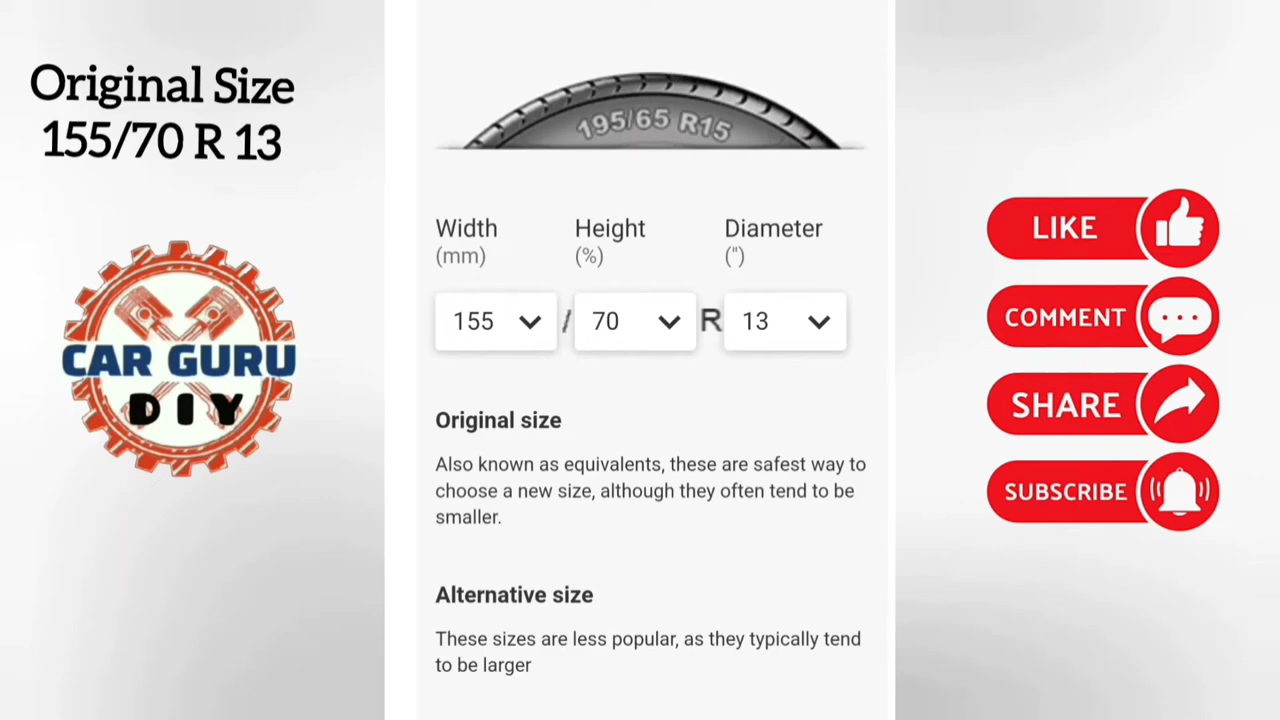 Original Size
155/70 R 13
CAR GURU
DIY
195/65 R15
Width
(mm)
Height
(%)
Diameter
(")
155 / 70 R 13
Original size
Also known as equivalents, these are safest way to
choose a new size, although they often tend to be
smaller.
Alternative size
These sizes are less popular, as they typically tend
to be larger
LIKE
COMMENT
SHARE
SUBSCRIBE